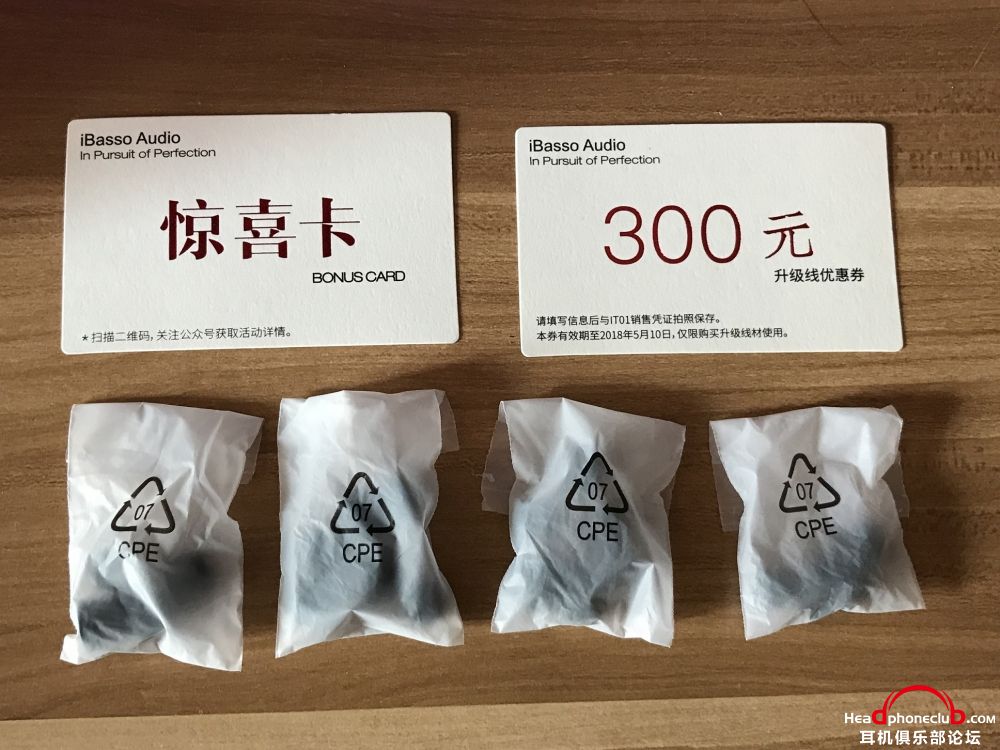 iBasso Audio
In Pursuit of Perfection
惊喜卡
BONUS CARD
* 扫描二维码，关注公众号获取活动详情。
iBasso Audio
In Pursuit of Perfection
300 元
升级线优惠券
请填写信息后与IT01销售凭证拍照保存。
本券有效期至2018年5月10日，仅限购买升级线材使用。
07
CPE
07
CPE
07
CPE
07
CPE
Headphoneclub.COM
耳机俱乐部论坛